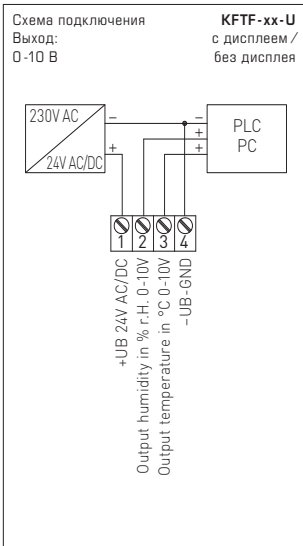 Схема подключения
Выход:
0-10 В
KFTF-xx-U
с дисплеем /
без дисплея
230V AC
24V AC/DC
–
+
–
+
+
PLC
PC
1 2 3 4
+UB 24V AC/DC
Output humidity in % r.H. 0-10V
Output temperature in °C 0-10V
–UB-GND